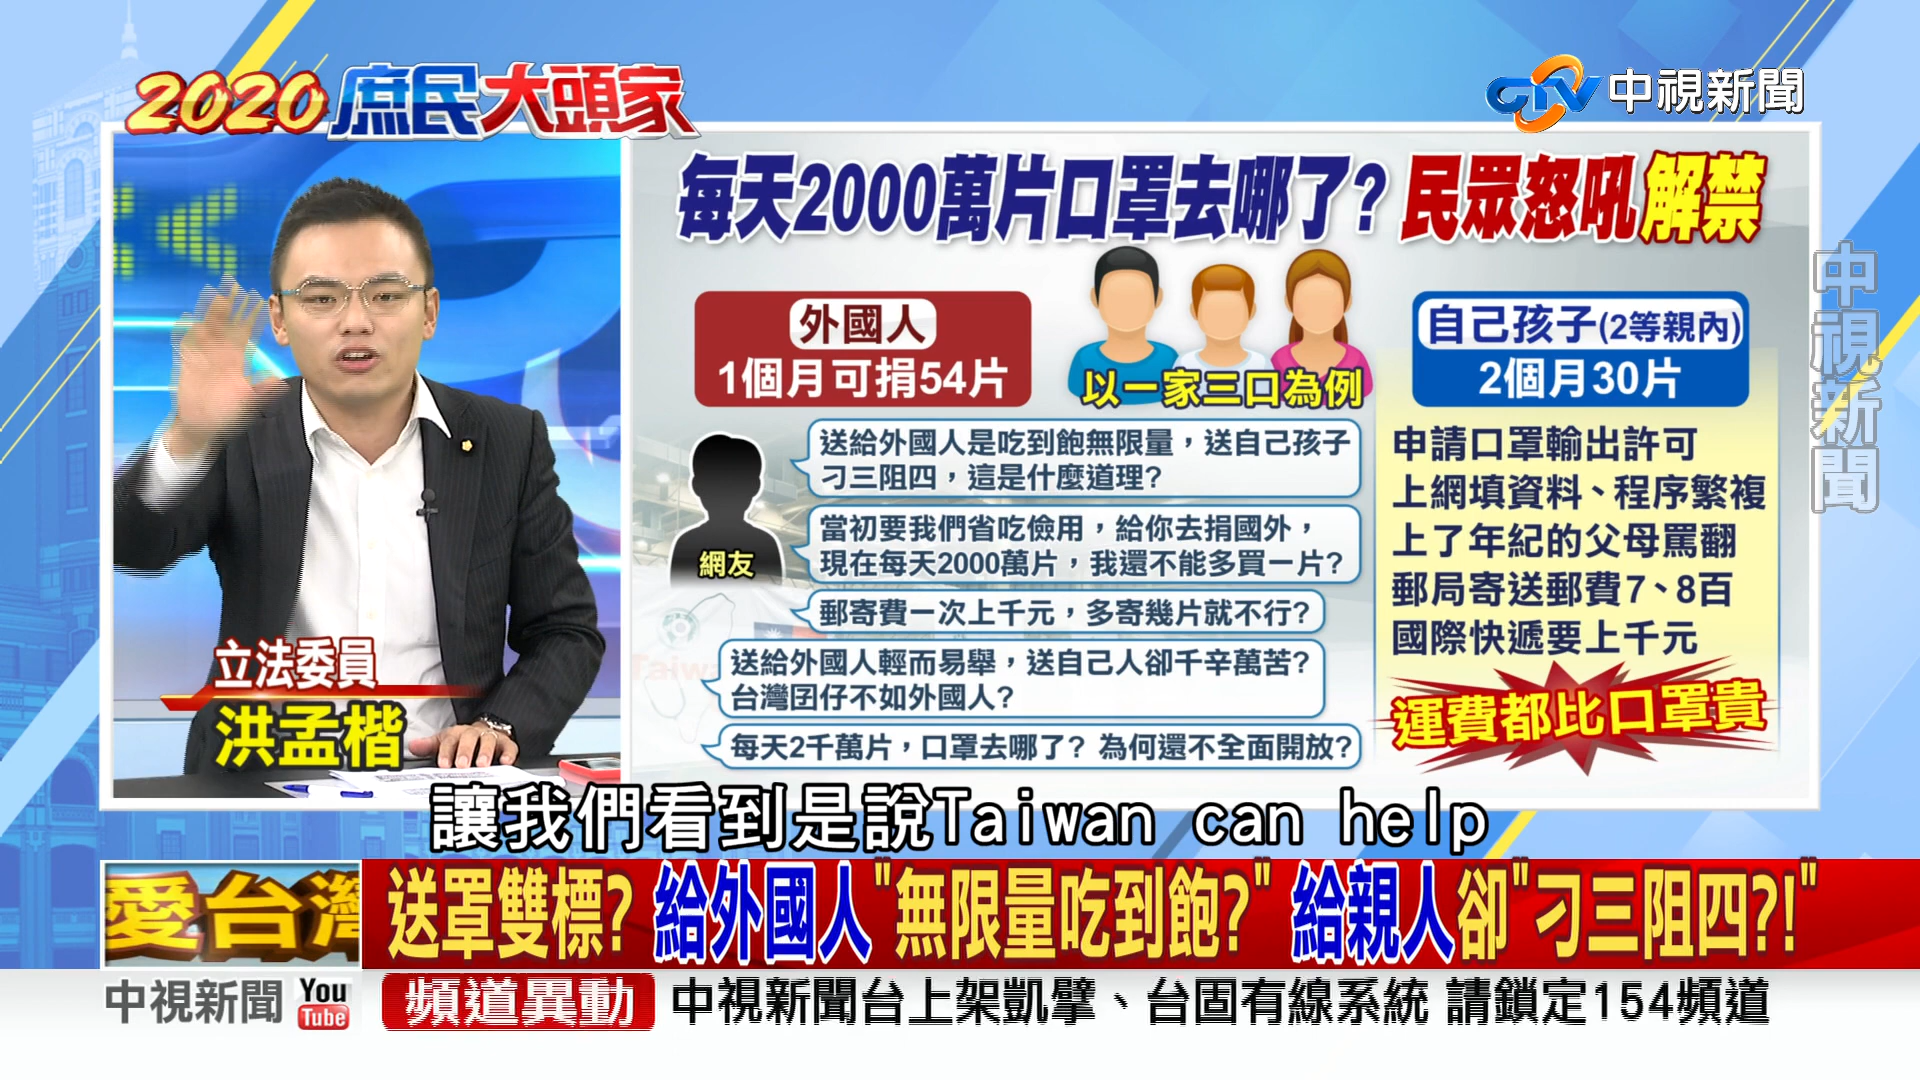 2020庶民大頭家
CTV中視新聞
每天2000萬片口罩去哪了? 民眾怒吼解禁
外國人
1個月可捐54片
以一家三口為例
自己孩子(2等親內)
2個月30片
送給外國人是吃到飽無限量，送自己孩子
刁三阻四，這是什麼道理?
當初要我們省吃儉用，給你去捐國外，
現在每天2000萬片，我還不能多買一片?
網友
郵寄費一次上千元，多寄幾片就不行?
送給外國人輕而易舉，送自己人卻千辛萬苦?
台灣囝仔不如外國人?
每天2千萬片，口罩去哪了? 為何還不全面開放?
申請口罩輸出許可
上網填資料、程序繁複
上了年紀的父母罵翻
郵局寄送郵費7、8百
國際快遞要上千元
運費都比口罩貴
中視新聞
立法委員
洪孟楷
讓我們看到是說Taiwan can help
愛台灣
送罩雙標? 給外國人"無限量吃到飽?" 給親人卻"刁三阻四?!"
中視新聞 YouTube
頻道異動 中視新聞台上架凱擘、台固有線系統 請鎖定154頻道